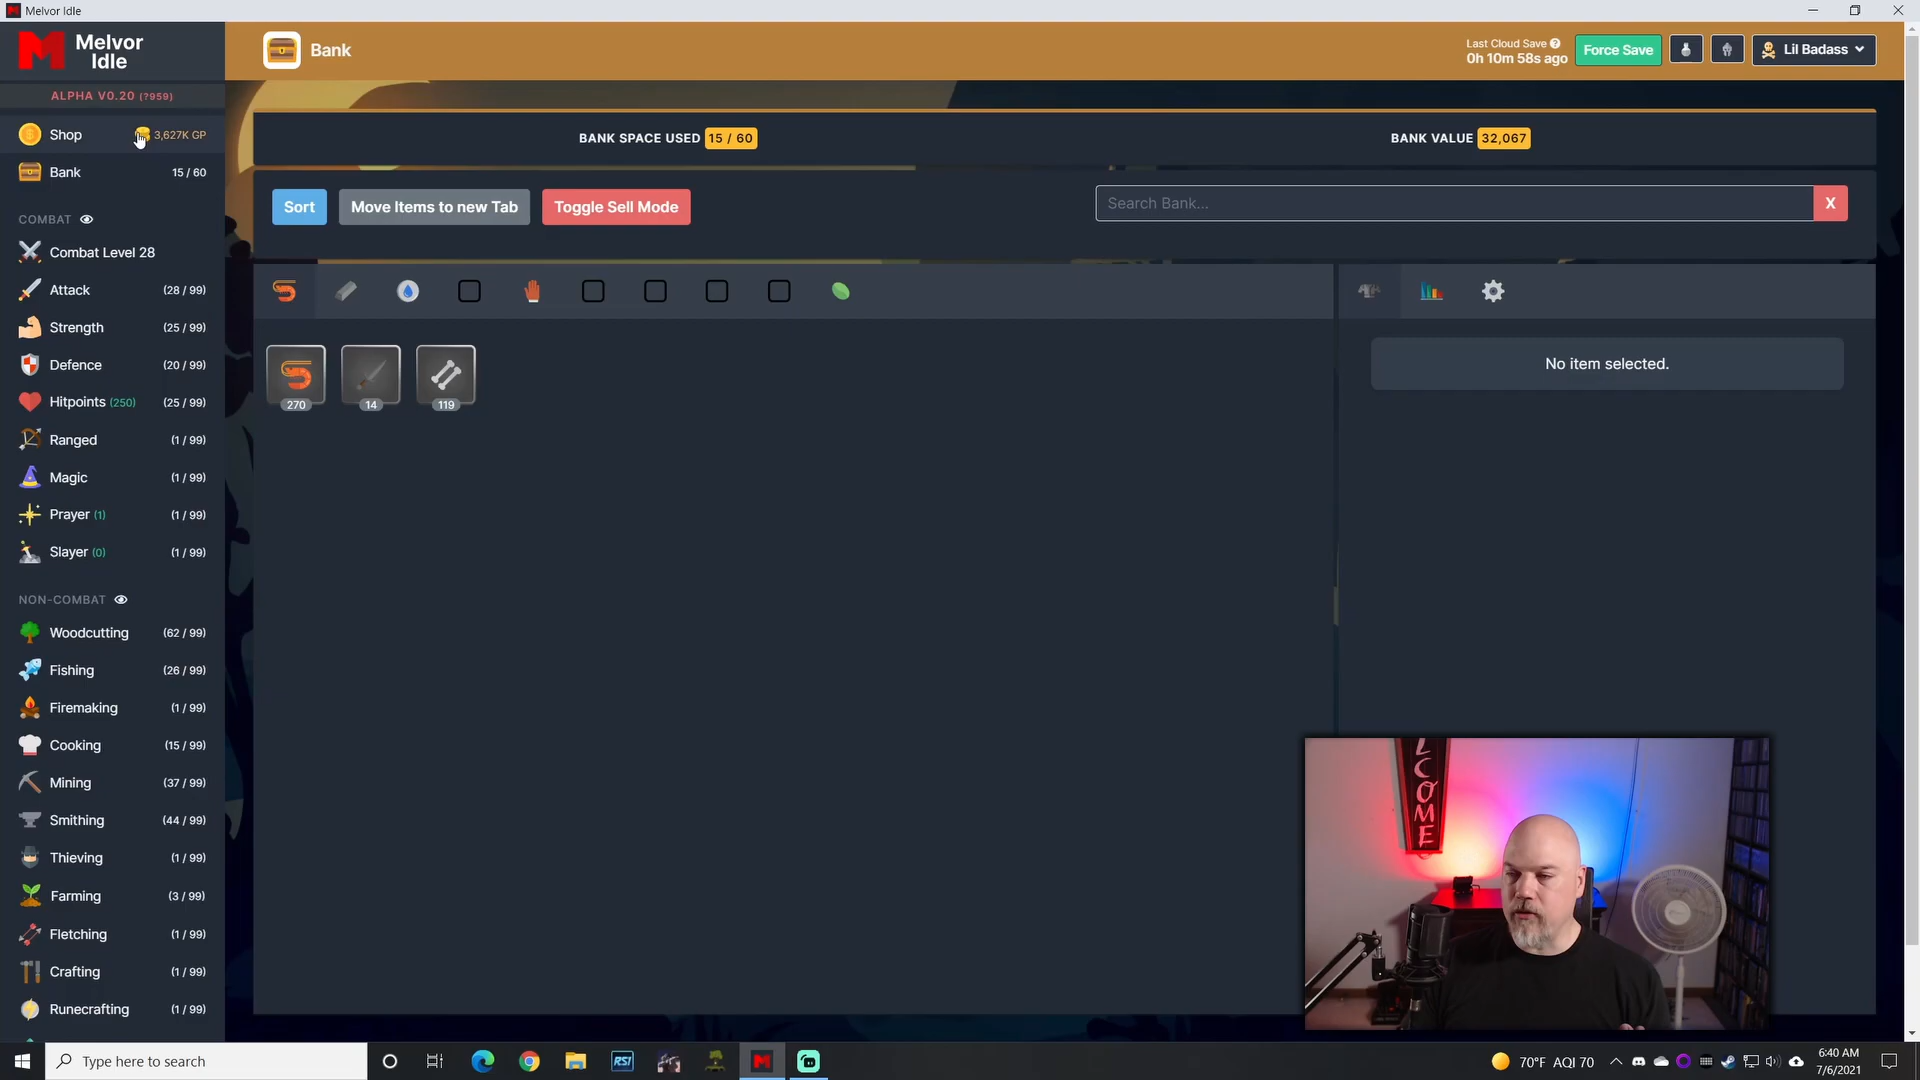 Melvor Idle
Melvor
Idle
Bank
Last Cloud Save
0h 10m 58s ago
Force Save
Lil Badass
ALPHA V0.20 (?959)
Shop 3,627K GP
Bank 15 / 60
BANK SPACE USED 15 / 60
BANK VALUE 32,067
Sort
Move Items to new Tab
Toggle Sell Mode
Search Bank...
X
COMBAT
Combat Level 28
Attack (28 / 99)
Strength (25 / 99)
Defence (20 / 99)
Hitpoints (250) (25 / 99)
Ranged (1 / 99)
Magic (1 / 99)
Prayer (1) (1 / 99)
Slayer (0) (1 / 99)
NON-COMBAT
Woodcutting (62 / 99)
Fishing (26 / 99)
Firemaking (1 / 99)
Cooking (15 / 99)
Mining (37 / 99)
Smithing (44 / 99)
Thieving (1 / 99)
Farming (3 / 99)
Fletching (1 / 99)
Crafting (1 / 99)
Runecrafting (1 / 99)
270
14
119
No item selected.
LCOME
Type here to search
RSI
70°F AQI 70
6:40 AM
7/6/2021